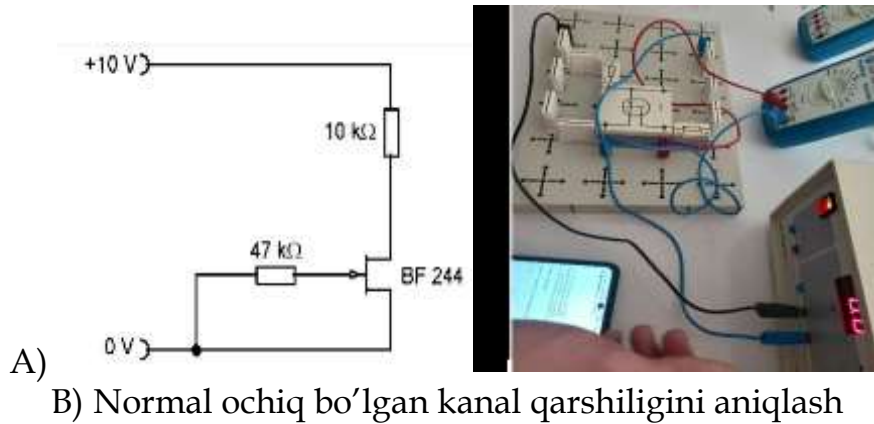 +10 V
10 kΩ
47 kΩ
BF 244
0 V
A)
B) Normal ochiq bo’lgan kanal qarshiligini aniqlash